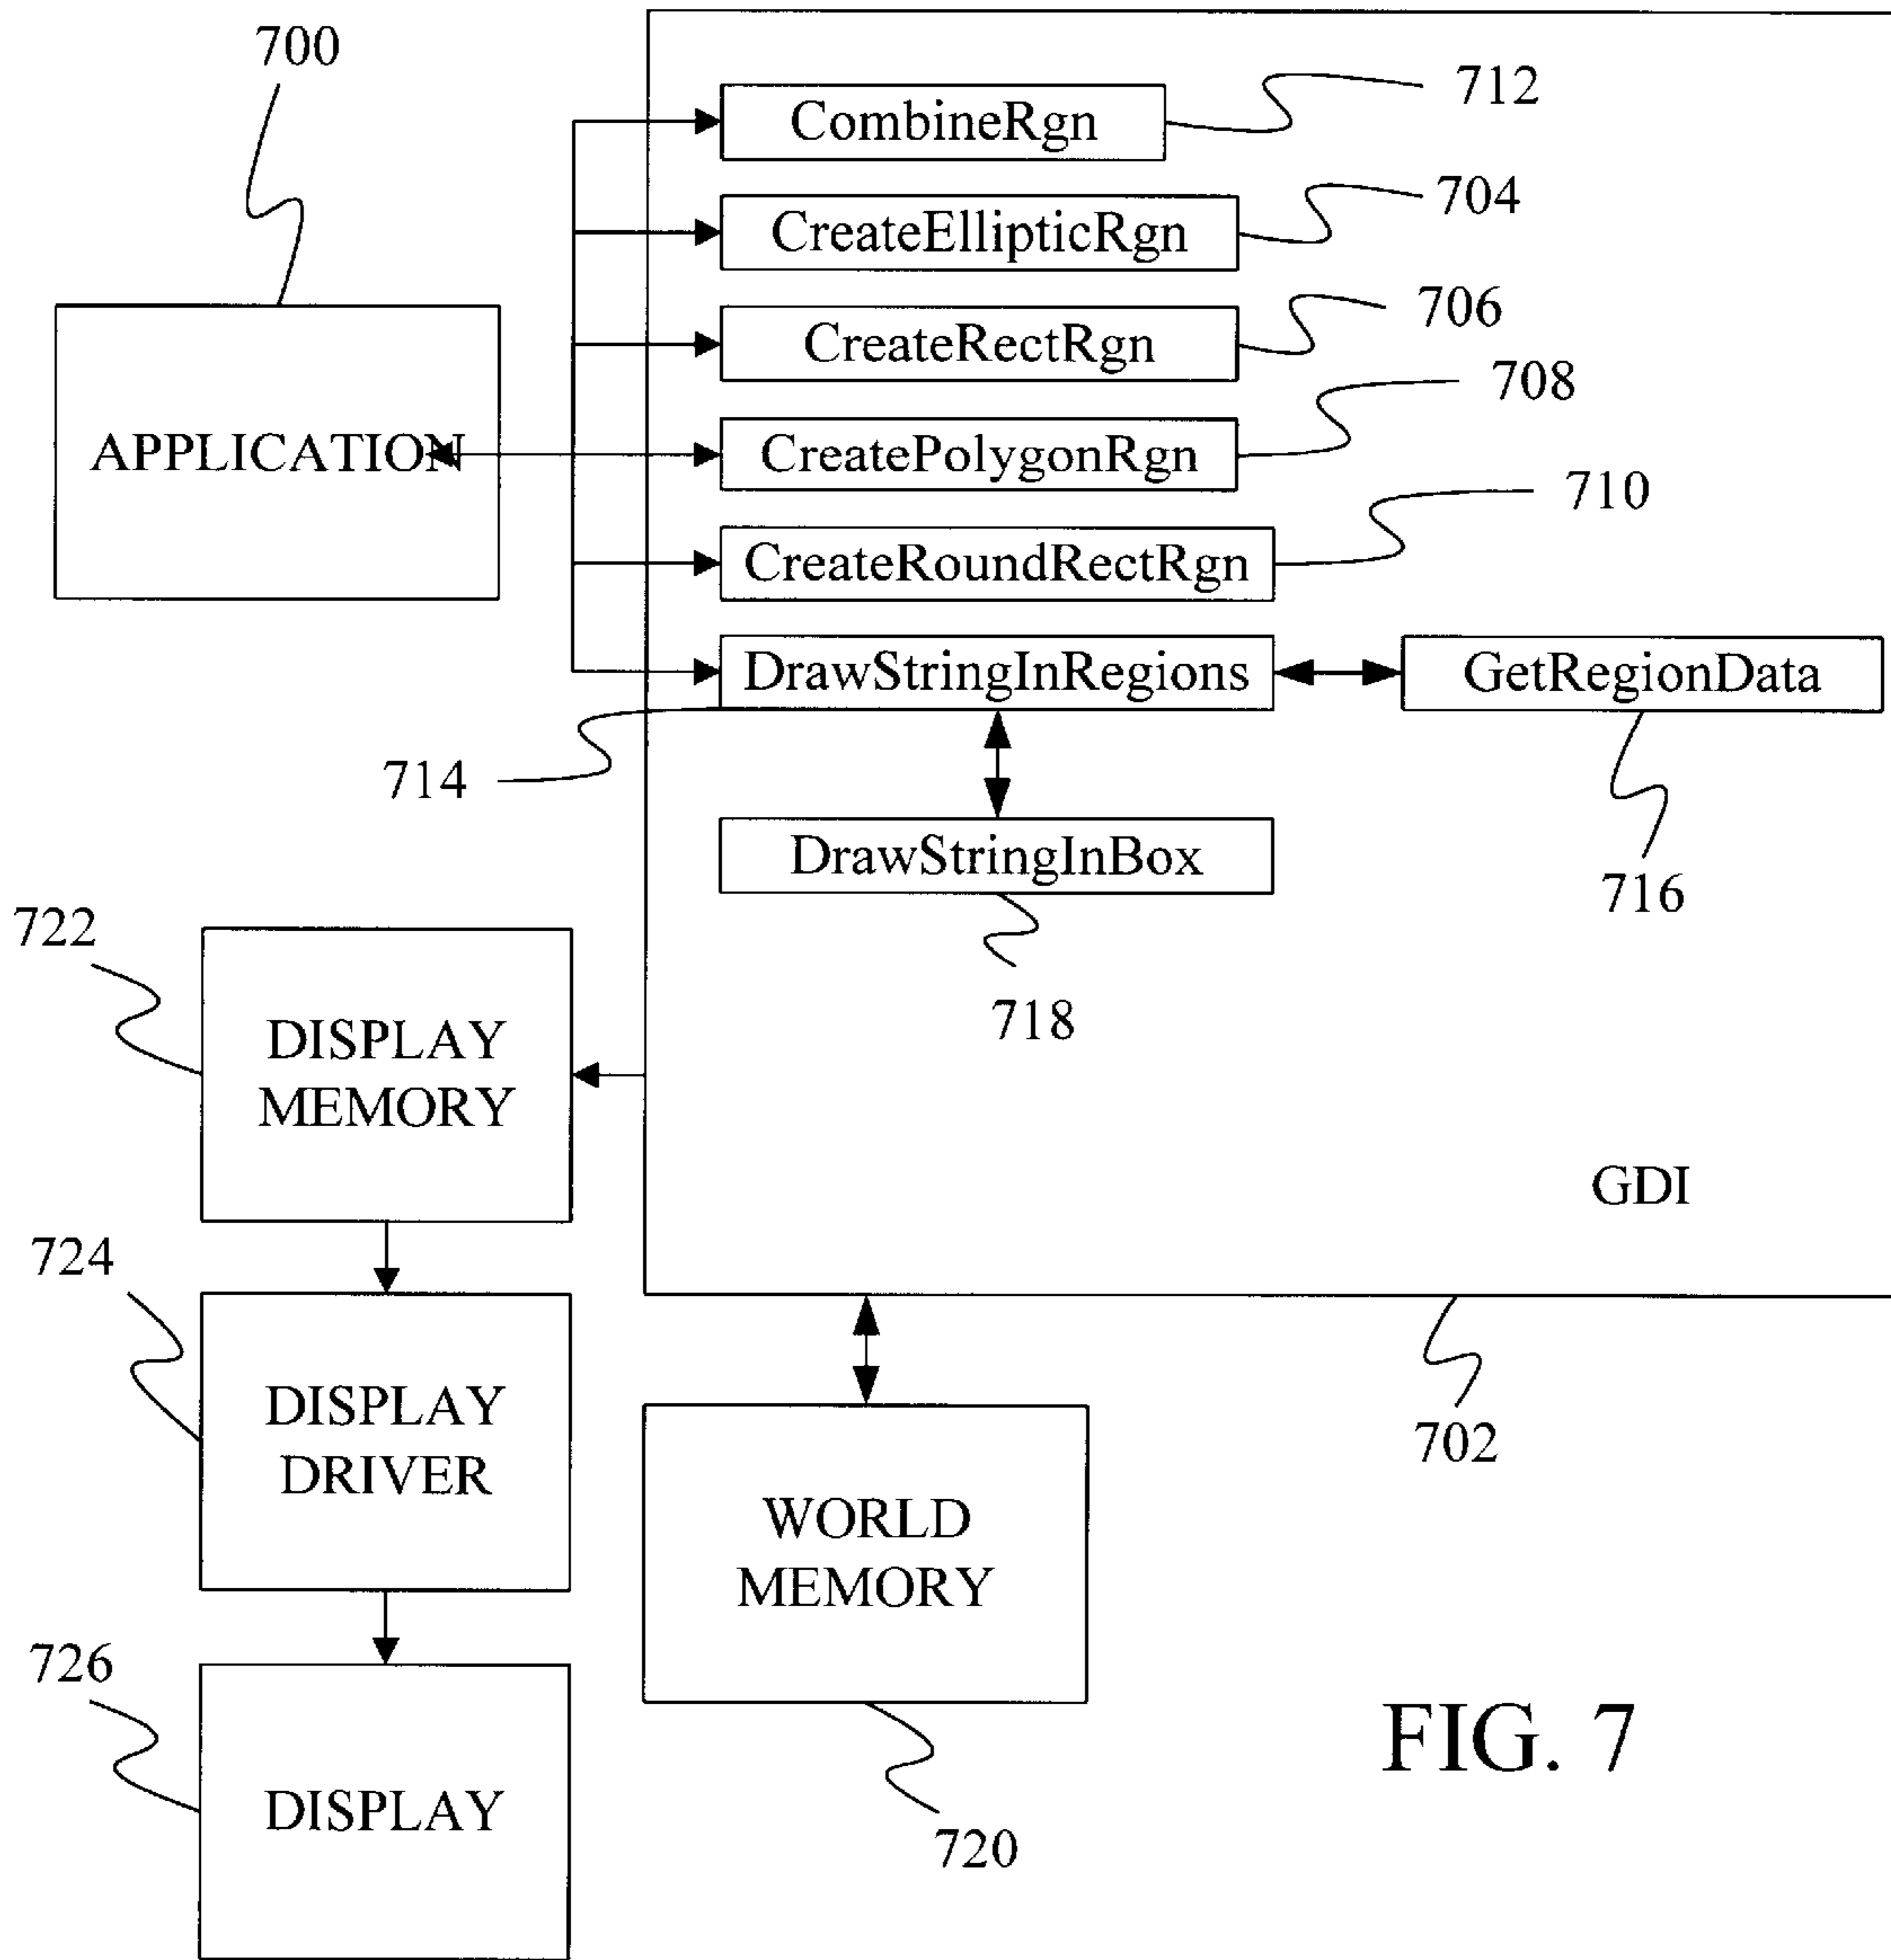 700
712
CombineRgn
704
CreateEllipticRgn
706
CreateRectRgn
708
APPLICATION
CreatePolygonRgn
710
CreateRoundRectRgn
DrawStringInRegions
GetRegionData
714
DrawStringInBox
716
722
718
DISPLAY
MEMORY
GDI
724
DISPLAY
DRIVER
702
WORLD
MEMORY
726
DISPLAY
720
FIG. 7